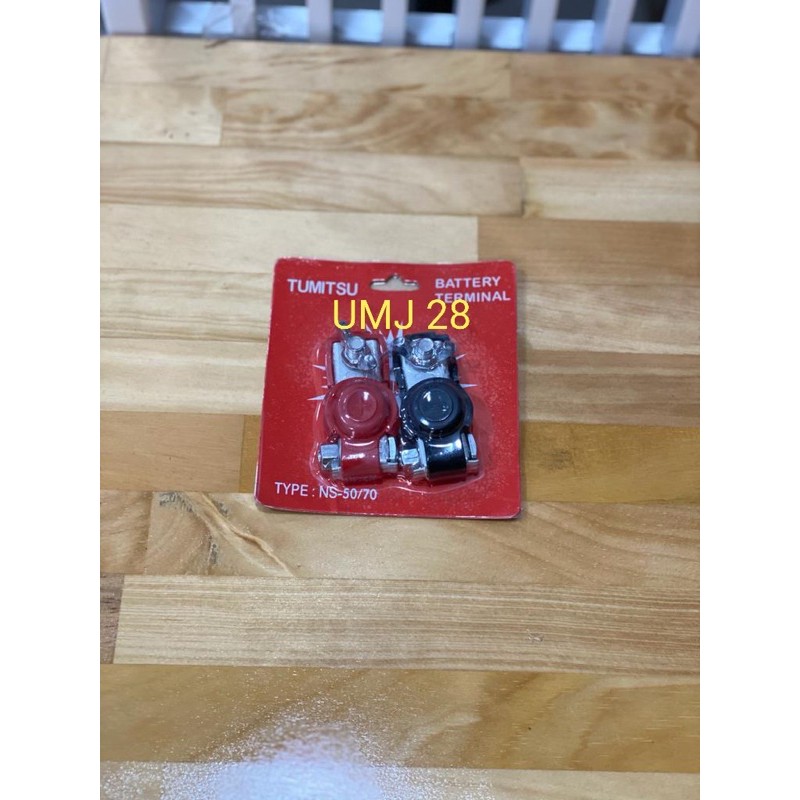 TUMITSU
BATTERY
TERMINAL
UMJ 28
TYPE : NS-50/70